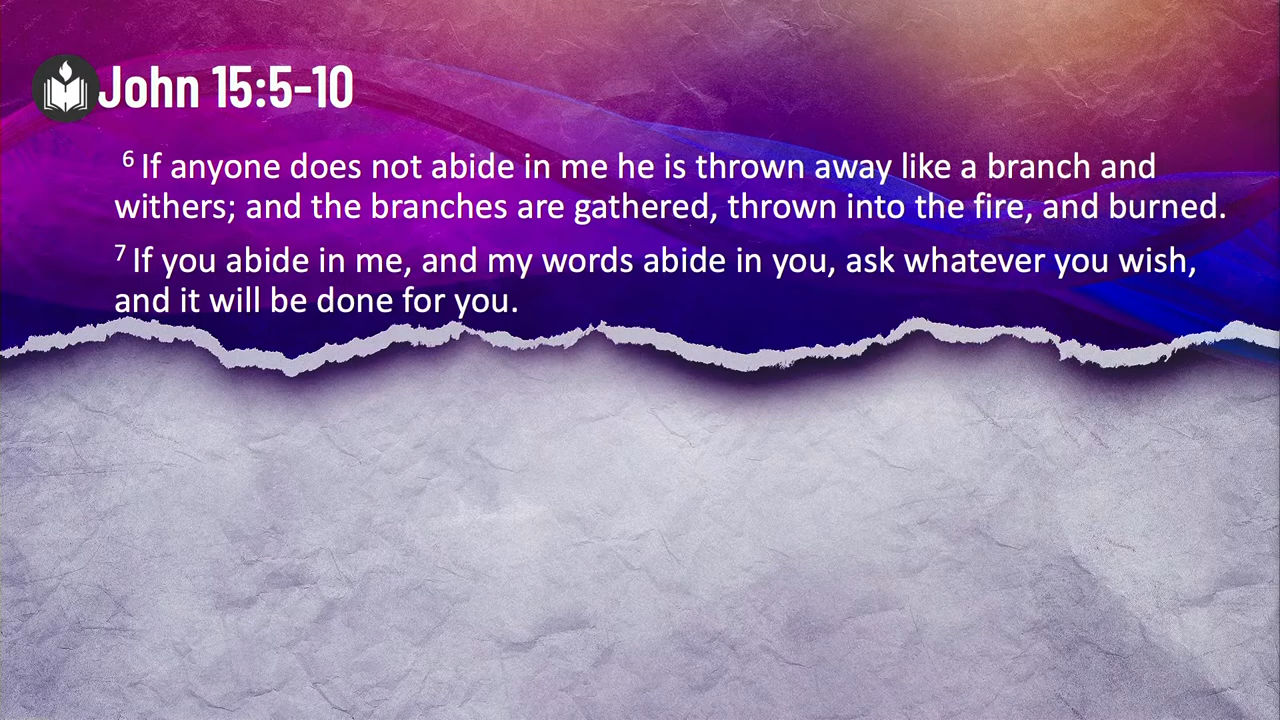 John 15:5-10
6 If anyone does not abide in me he is thrown away like a branch and
withers; and the branches are gathered, thrown into the fire, and burned.
7 If you abide in me, and my words abide in you, ask whatever you wish,
and it will be done for you.